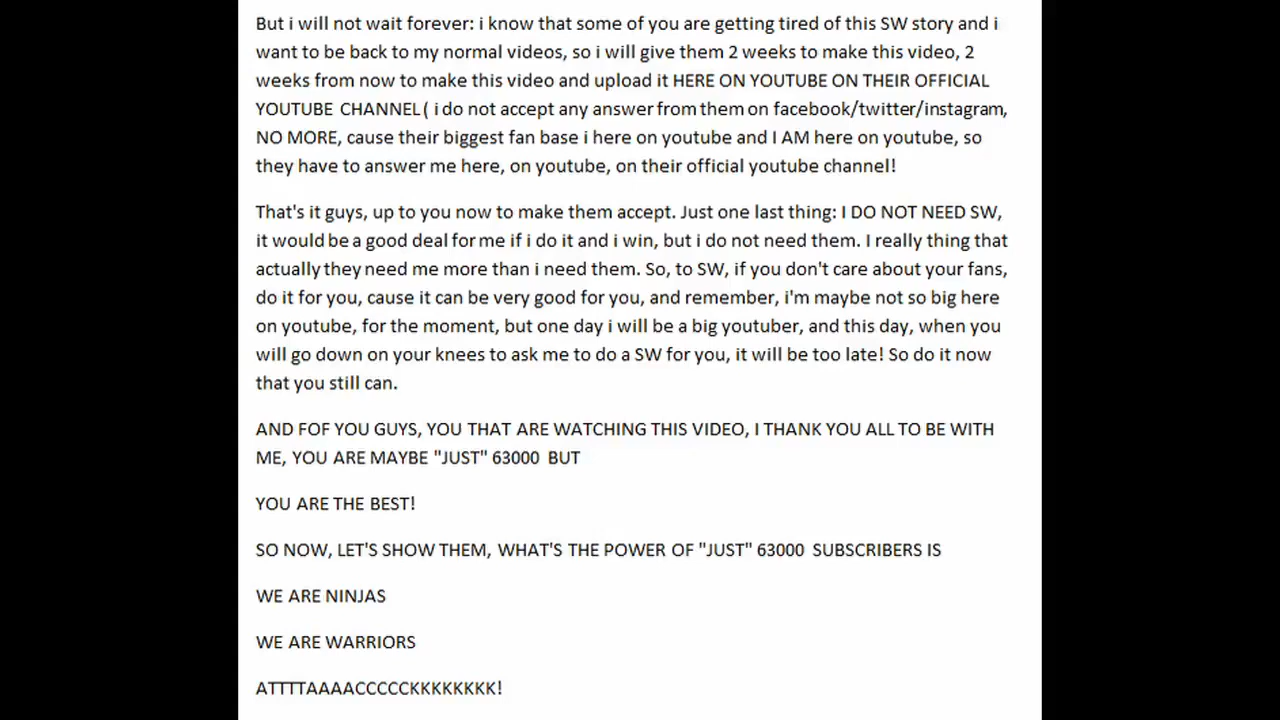 But i will not wait forever: i know that some of you are getting tired of this SW story and i
want to be back to my normal videos, so i will give them 2 weeks to make this video, 2
weeks from now to make this video and upload it HERE ON YOUTUBE ON THEIR OFFICIAL
YOUTUBE CHANNEL( i do not accept any answer from them on facebook/twitter/instagram,
NO MORE, cause their biggest fan base i here on youtube and I AM here on youtube, so
they have to answer me here, on youtube, on their official youtube channel!
That's it guys, up to you now to make them accept. Just one last thing: I DO NOT NEED SW,
it would be a good deal for me if i do it and i win, but i do not need them. I really thing that
actually they need me more than i need them. So, to SW, if you don't care about your fans,
do it for you, cause it can be very good for you, and remember, i'm maybe not so big here
on youtube, for the moment, but one day i will be a big youtuber, and this day, when you
will go down on your knees to ask me to do a SW for you, it will be too late! So do it now
that you still can.
AND FOF YOU GUYS, YOU THAT ARE WATCHING THIS VIDEO, I THANK YOU ALL TO BE WITH
ME, YOU ARE MAYBE "JUST" 63000 BUT
YOU ARE THE BEST!
SO NOW, LET'S SHOW THEM, WHAT'S THE POWER OF "JUST" 63000 SUBSCRIBERS IS
WE ARE NINJAS
WE ARE WARRIORS
ATTTTAAAACCCCCKKKKKKKK!